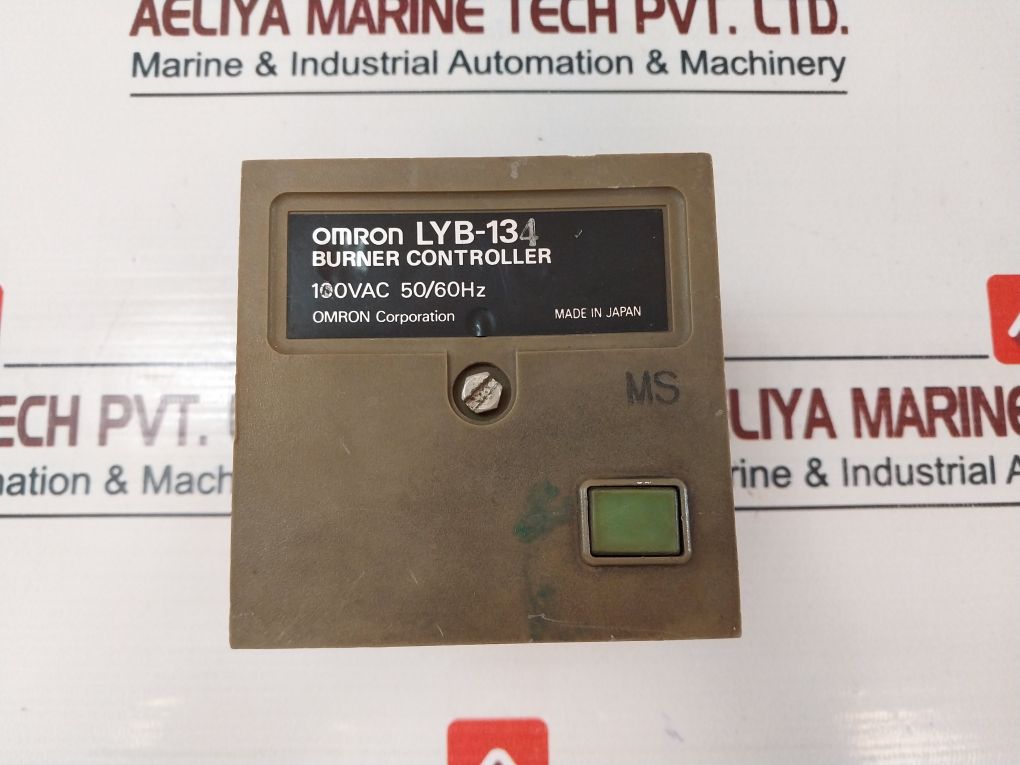 AELIYA MARINE TECH PVT. LTD.
Marine & Industrial Automation & Machinery
OMRON LYB-134
BURNER CONTROLLER
100VAC 50/60Hz
OMRON Corporation
MADE IN JAPAN
MS
ECH PVT.
ELIYA MARINE
mation & Mach
rine & Industrial A